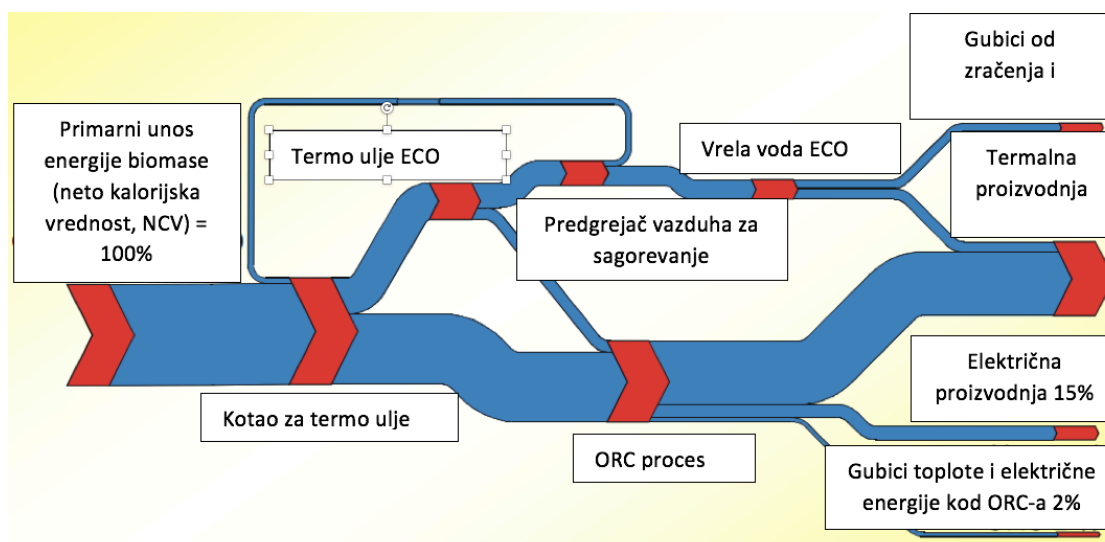 Gubici od
zračenja i
Primarni unos
energije biomase
(neto kalorijska
vrednost, NCV) =
100%
Termo ulje ECO
Vrela voda ECO
Termalna
proizvodnja
Predgrejač vazduha za
sagorevanje
Kotao za termo ulje
Električna
proizvodnja 15%
ORC proces
Gubici toplote i električne
energije kod ORC-a 2%